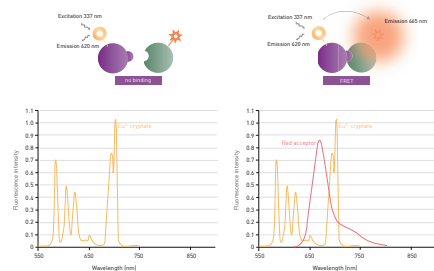 Excitation 337 nm
Emission 620 nm
no binding
Excitation 337 nm
Emission 665 nm
Emission 620 nm
FRET
1.1
1.0
0.9
0.8
0.7
0.6
0.5
0.4
0.3
0.2
0.1
0
Fluorescence intensity
Eu³⁺ cryptate
550
650
750
850
Wavelength (nm)
1.1
1.0
0.9
0.8
0.7
0.6
0.5
0.4
0.3
0.2
0.1
0
Fluorescence intensity
Eu³⁺ cryptate
Red acceptor
550
650
750
850
Wavelength (nm)